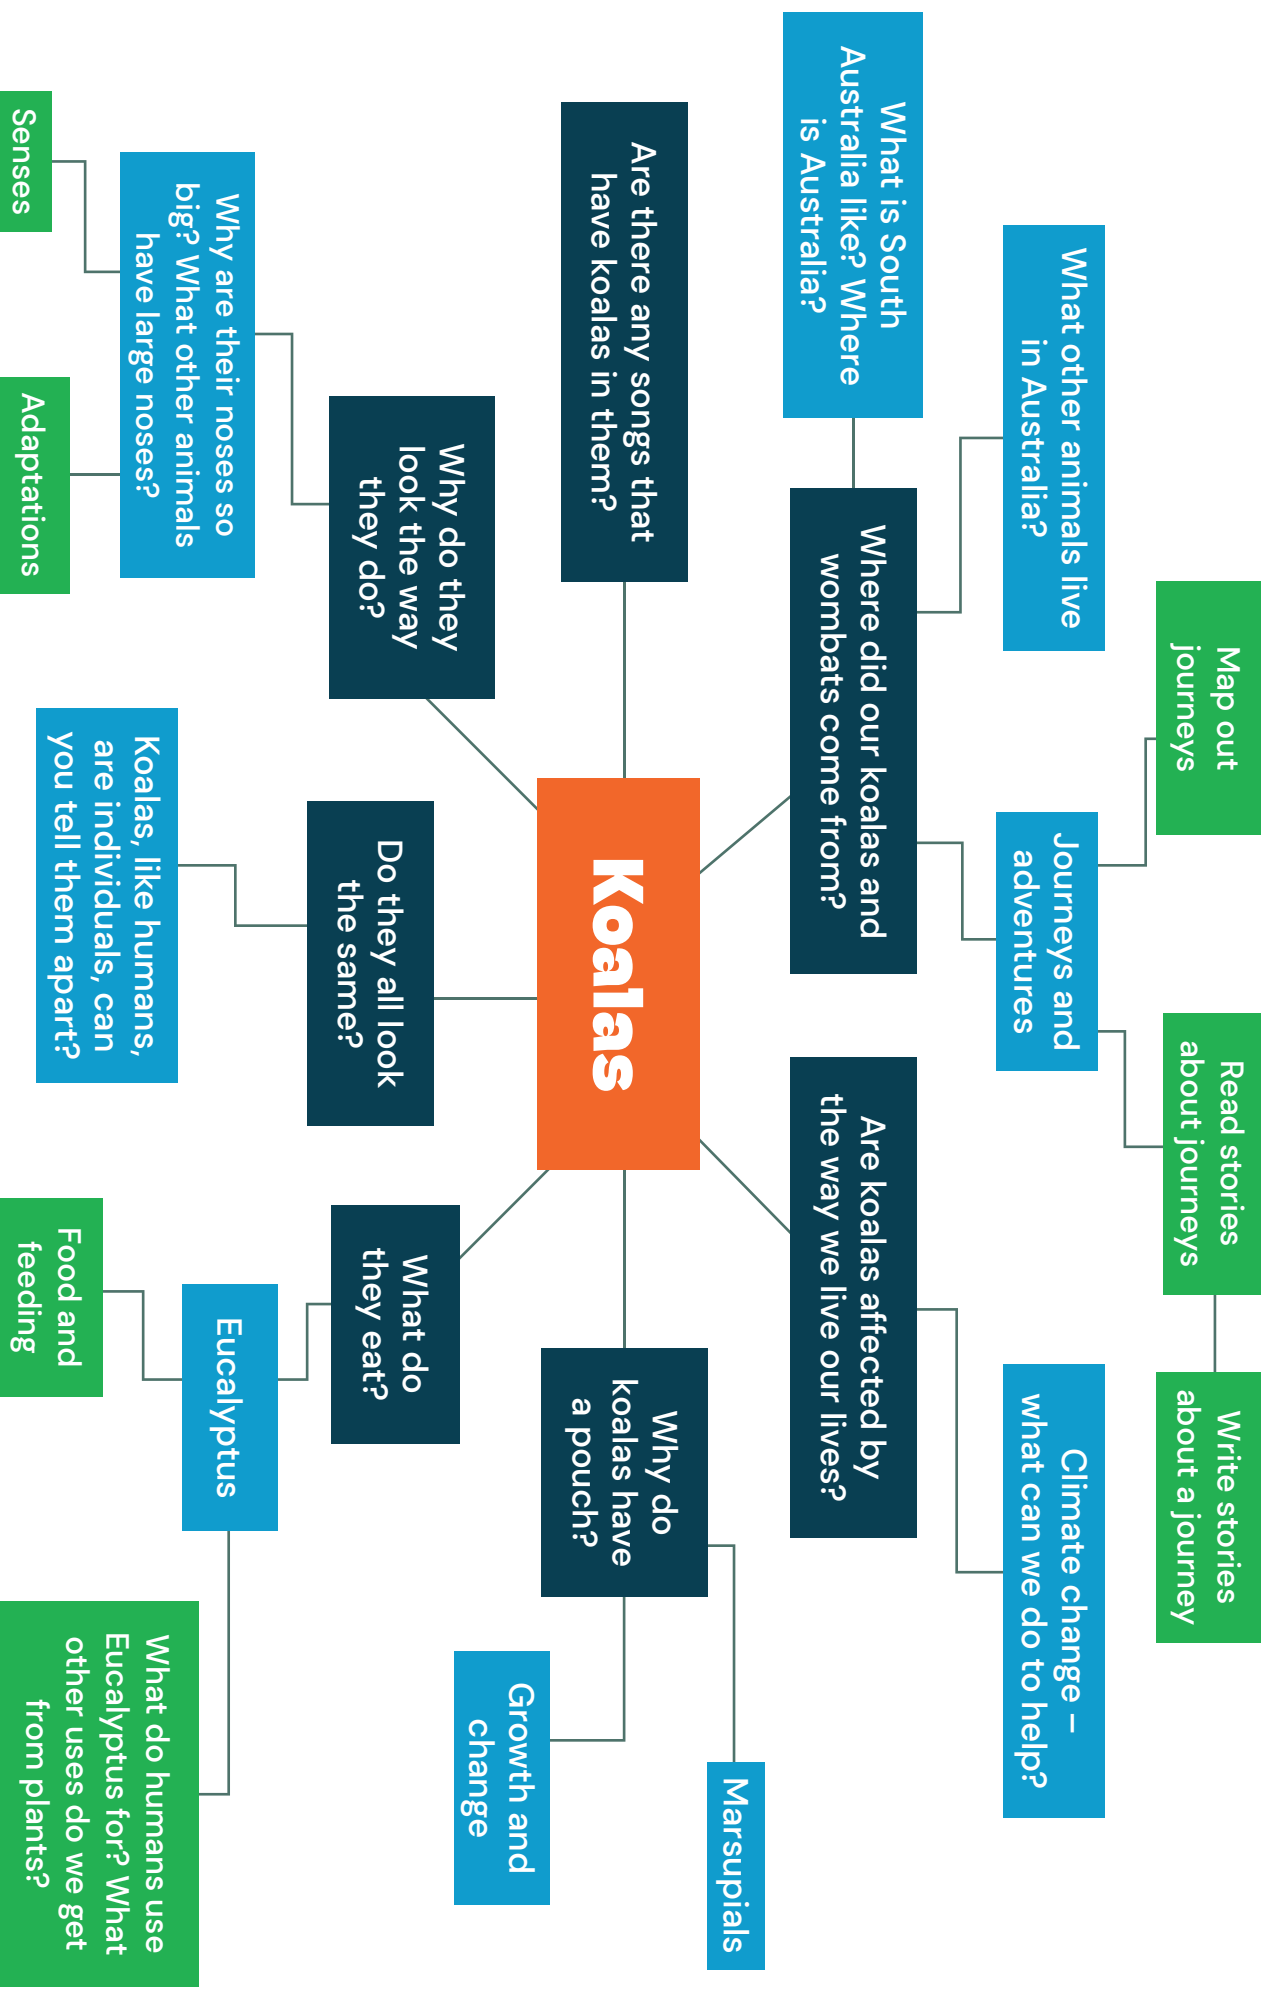 Map out
journeys
Read stories
about journeys
Write stories
about a journey
What other animals live
in Australia?
Journeys and
adventures
Climate change –
what can we do to help?
What is South
Australia like? Where
is Australia?
Where did our koalas and
wombats come from?
Are koalas affected by
the way we live our lives?
Marsupials
Are there any songs that
have koalas in them?
Koalas
Why do
koalas have
a pouch?
Growth and
change
Why do they
look the way
they do?
Do they all look
the same?
What do
they eat?
Why are their noses so
big? What other animals
have large noses?
Koalas, like humans,
are individuals, can
you tell them apart?
Eucalyptus
Senses
Adaptations
Food and
feeding
What do humans use
Eucalyptus for? What
other uses do we get
from plants?